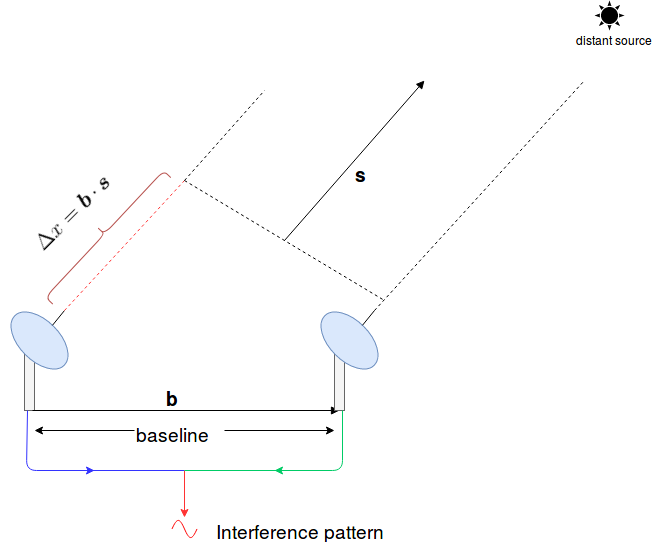 distant source
s
Δx = b · s
b
baseline
Interference pattern